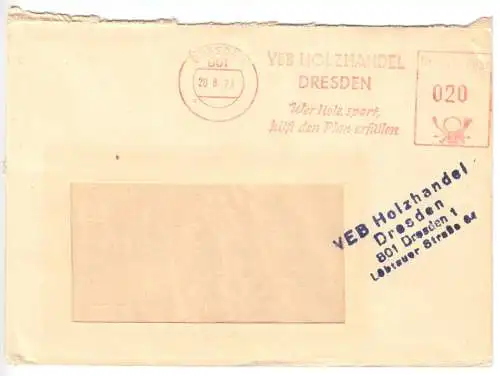 DRESDEN
801
20.8.73
VEB HOLZHANDEL
DRESDEN
Wer Holz spart,
hilft den Plan erfüllen
020
VEB Holzhandel
Dresden
801 Dresden 1
Löbtauer Straße 64